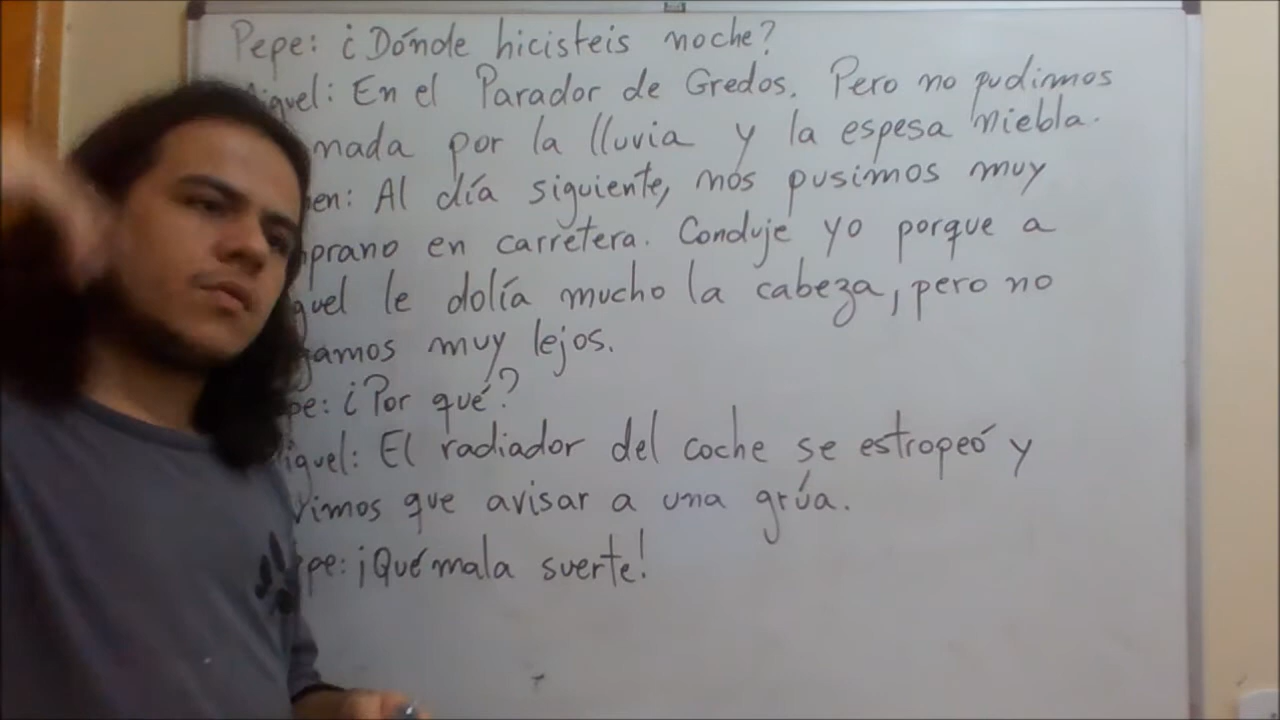 Pepe: ¿Dónde hicisteis noche?
En el Parador de Gredos. Pero no pudimos
por la lluvia y la espesa niebla.
Al día siguiente, nos pusimos muy
en carretera. Conduje yo porque a
le dolía mucho la cabeza, pero no
muy lejos.
¿Por qué?
El radiador del coche se estropeó y
que avisar a una grúa.
¡Qué mala suerte!